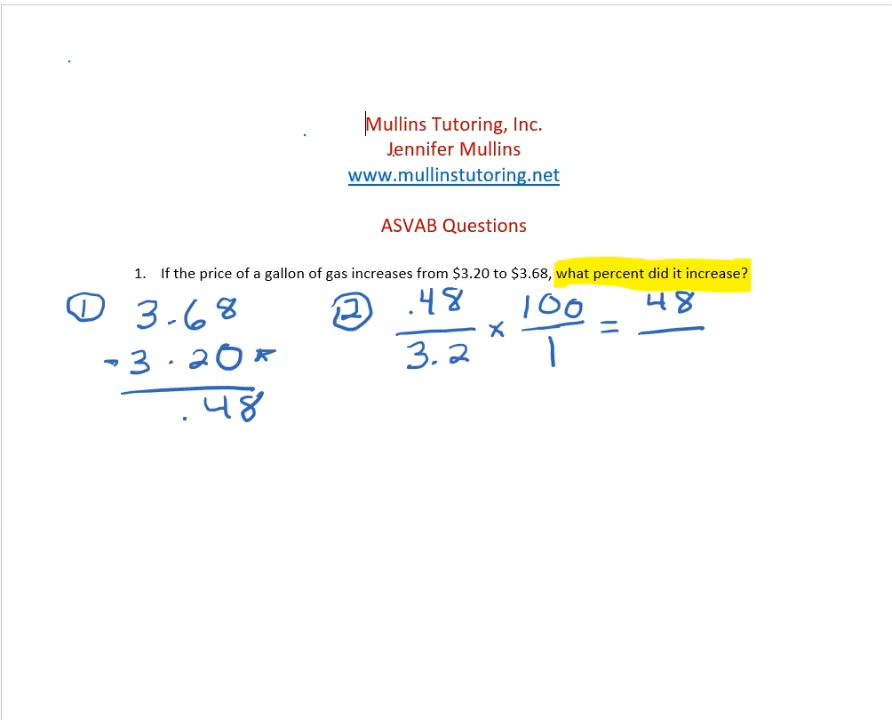 Mullins Tutoring, Inc.
Jennifer Mullins
www.mullinstutoring.net
ASVAB Questions
1. If the price of a gallon of gas increases from $3.20 to $3.68, what percent did it increase?
① 3.68
- 3.20 *
.48
② .48 / 3.2 × 100 / 1 = 48